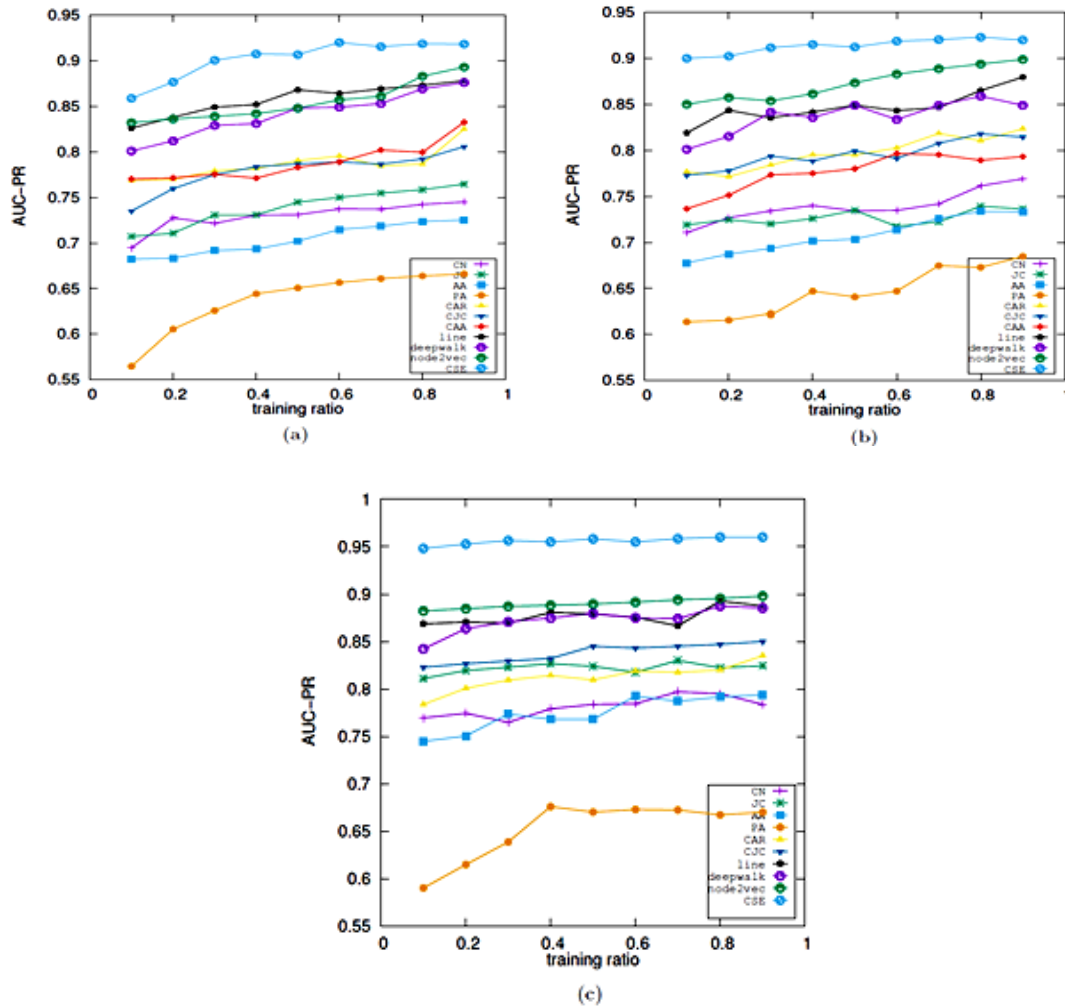 0.95
0.9
0.85
0.8
0.75
0.7
0.65
0.6
0.55
AUC-PR
0 0.2 0.4 0.6 0.8 1
training ratio
CN
JC
AA
PA
CAR
CJC
CAA
line
deepwalk
node2vec
CSE
(a)
0.95
0.9
0.85
0.8
0.75
0.7
0.65
0.6
0.55
AUC-PR
0 0.2 0.4 0.6 0.8 1
training ratio
CN
JC
AA
PA
CAR
CJC
CAA
line
deepwalk
node2vec
CSE
(b)
1
0.95
0.9
0.85
0.8
0.75
0.7
0.65
0.6
0.55
AUC-PR
0 0.2 0.4 0.6 0.8 1
training ratio
CN
JC
AA
PA
CAR
CJC
line
deepwalk
node2vec
CSE
(c)